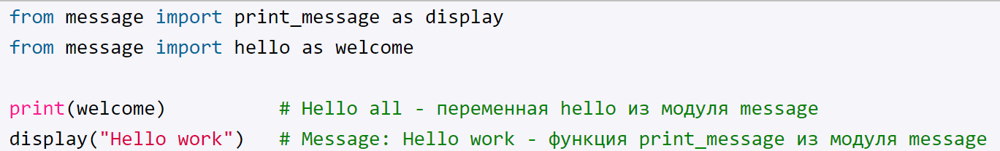 from message import print_message as display
from message import hello as welcome
print(welcome)          # Hello all - переменная hello из модуля message
display("Hello work")   # Message: Hello work - функция print_message из модуля message